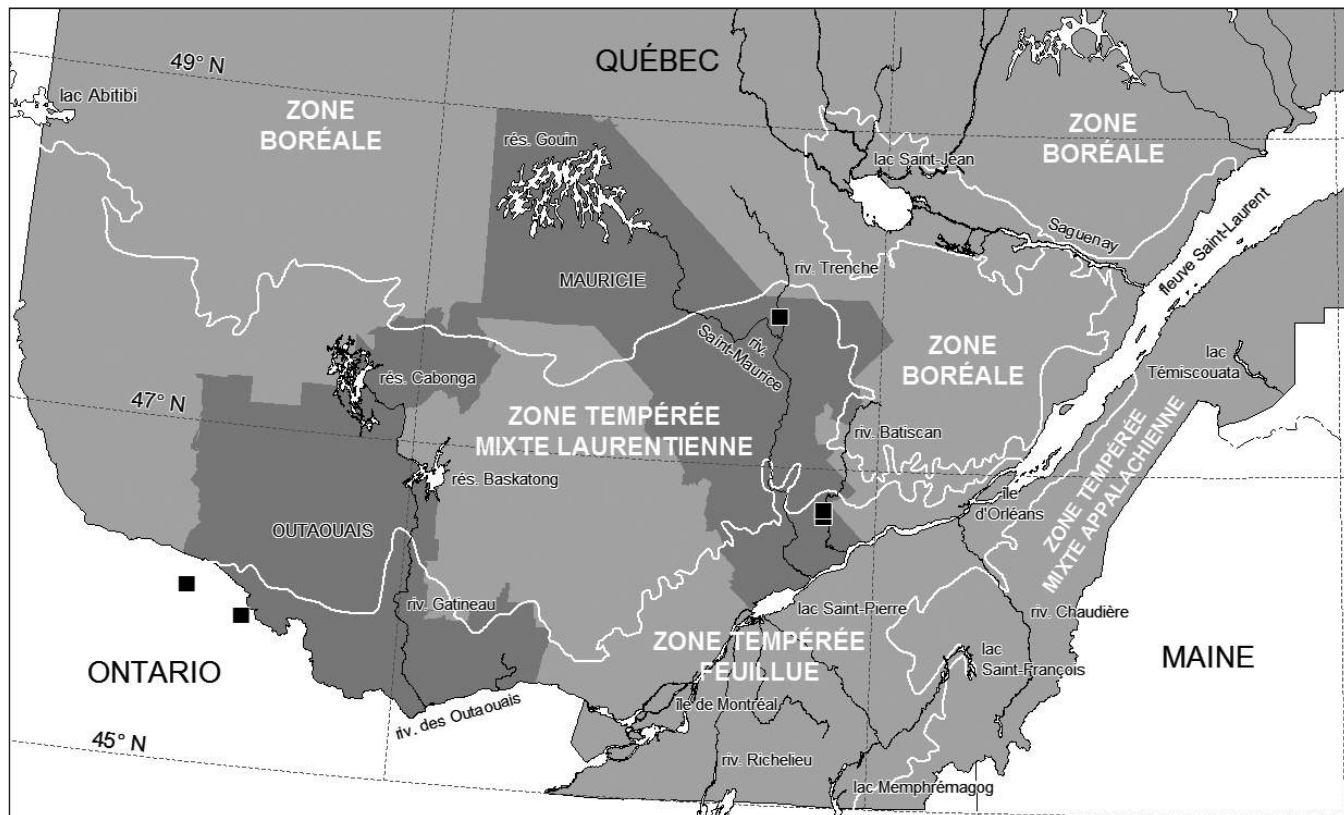 QUÉBEC
49° N
lac Abitibi
ZONE
BORÉALE
rés. Gouin
ZONE
BORÉALE
lac Saint-Jean
Saguenay
fleuve Saint-Laurent
riv. Trenche
MAURICIE
riv.
Saint-Maurice
ZONE
BORÉALE
lac
Témiscouata
rés. Cabonga
47° N
ZONE TEMPÉRÉE
MIXTE LAURENTIENNE
riv. Batiscan
ZONE TEMPÉRÉE
MIXTE APPALACHIENNE
rés. Baskatong
île
d'Orléans
OUTAOUAIS
riv. Gatineau
lac Saint-Pierre
riv. Chaudière
ZONE TEMPÉRÉE
FEUILLUE
lac
Saint-François
MAINE
ONTARIO
île de Montréal
riv. des Outaouais
45° N
riv. Richelieu
lac Memphrémagog